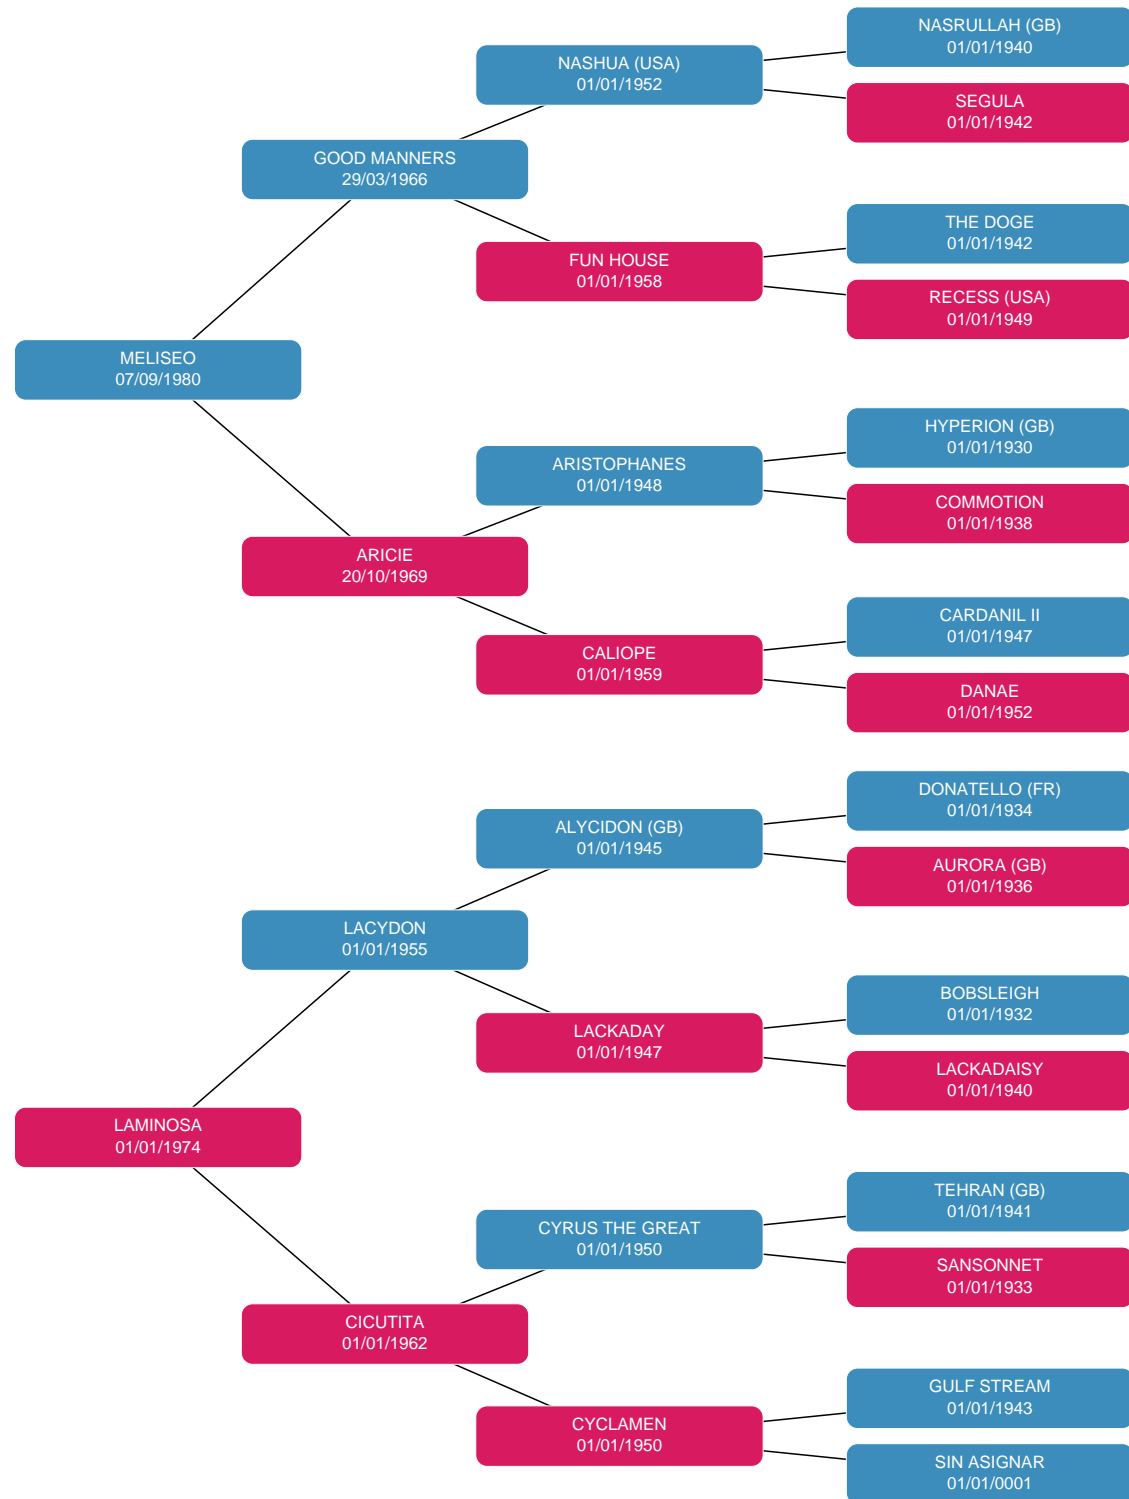 NASRULLAH (GB)
01/01/1940
NASHUA (USA)
01/01/1952
SEGULA
01/01/1942
GOOD MANNERS
29/03/1966
THE DOGE
01/01/1942
FUN HOUSE
01/01/1958
RECESS (USA)
01/01/1949
MELISEO
07/09/1980
HYPERION (GB)
01/01/1930
ARISTOPHANES
01/01/1948
COMMOTION
01/01/1938
ARICIE
20/10/1969
CARDANIL II
01/01/1947
CALIOPE
01/01/1959
DANAE
01/01/1952
DONATELLO (FR)
01/01/1934
ALYCIDON (GB)
01/01/1945
AURORA (GB)
01/01/1936
LACYDON
01/01/1955
BOBSLEIGH
01/01/1932
LACKADAY
01/01/1947
LACKADAISY
01/01/1940
LAMINOSA
01/01/1974
TEHRAN (GB)
01/01/1941
CYRUS THE GREAT
01/01/1950
SANSONNET
01/01/1933
CICUTITA
01/01/1962
GULF STREAM
01/01/1943
CYCLAMEN
01/01/1950
SIN ASIGNAR
01/01/0001